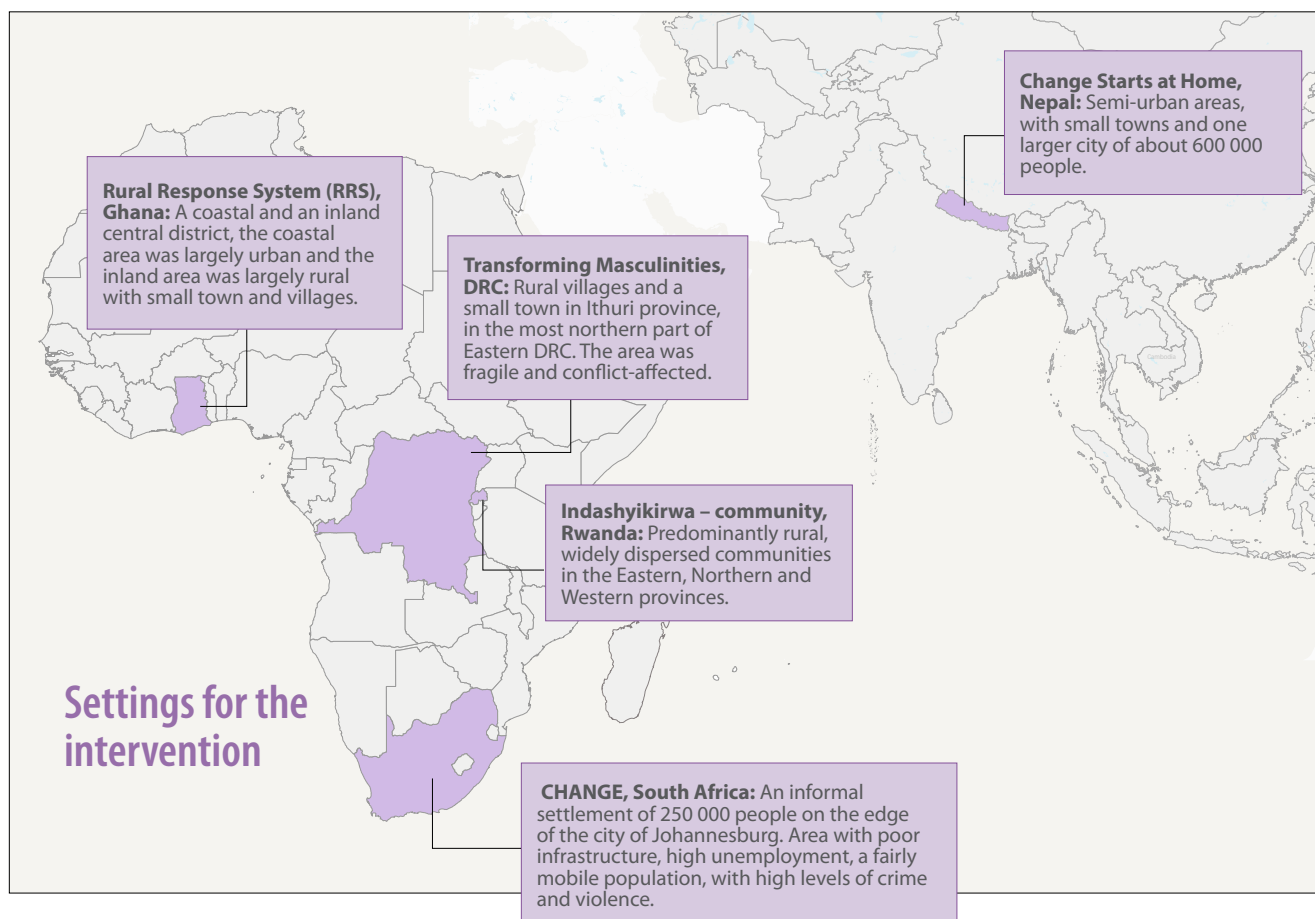 Change Starts at Home,
Nepal: Semi-urban areas,
with small towns and one
larger city of about 600 000
people.
Rural Response System (RRS),
Ghana: A coastal and an inland
central district, the coastal
area was largely urban and the
inland area was largely rural
with small town and villages.
Transforming Masculinities,
DRC: Rural villages and a
small town in Ithuri province,
in the most northern part of
Eastern DRC. The area was
fragile and conflict-affected.
Cambodia
Indashyikirwa – community,
Rwanda: Predominantly rural,
widely dispersed communities
in the Eastern, Northern and
Western provinces.
Settings for the
intervention
CHANGE, South Africa: An informal
settlement of 250 000 people on the edge
of the city of Johannesburg. Area with poor
infrastructure, high unemployment, a fairly
mobile population, with high levels of crime
and violence.